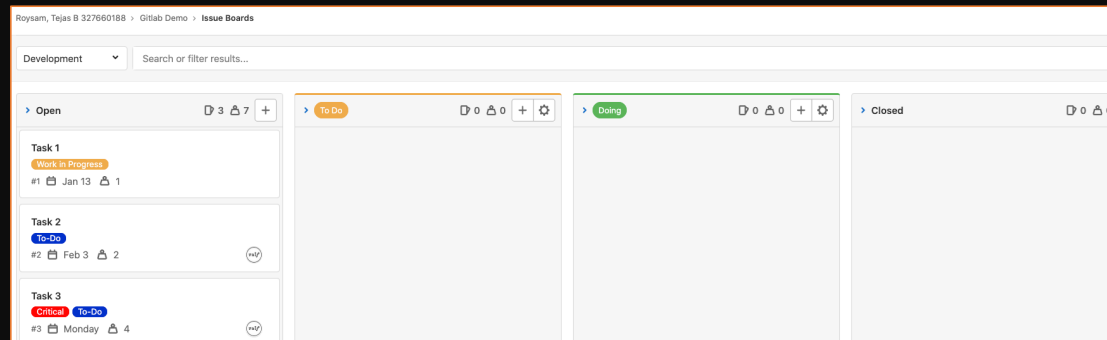 Roysam, Tejas B 327660188 > Gitlab Demo > Issue Boards
Development Search or filter results...
Open 3 7 +
To Do 0 0 +
Doing 0 0 +
Closed 0
Task 1
Work in Progress
#1 Jan 13 1
Task 2
To-Do
#2 Feb 3 2
Task 3
Critical To-Do
#3 Monday 4